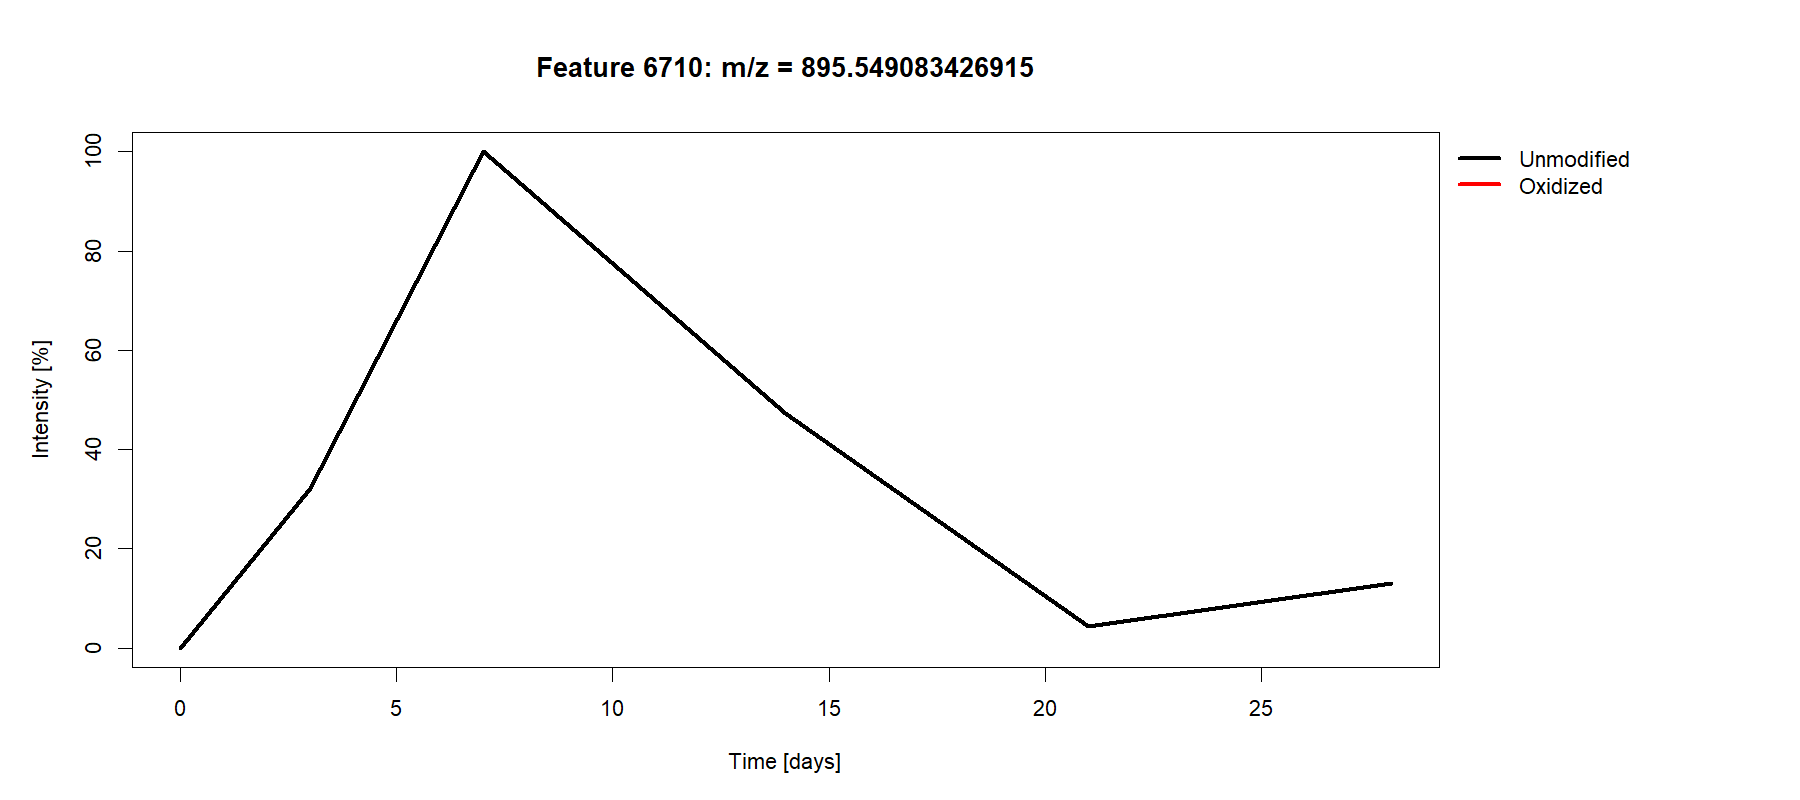 Feature 6710: m/z = 895.549083426915
Unmodified
Oxidized
Intensity [%]
100
80
60
40
20
0
0 5 10 15 20 25
Time [days]